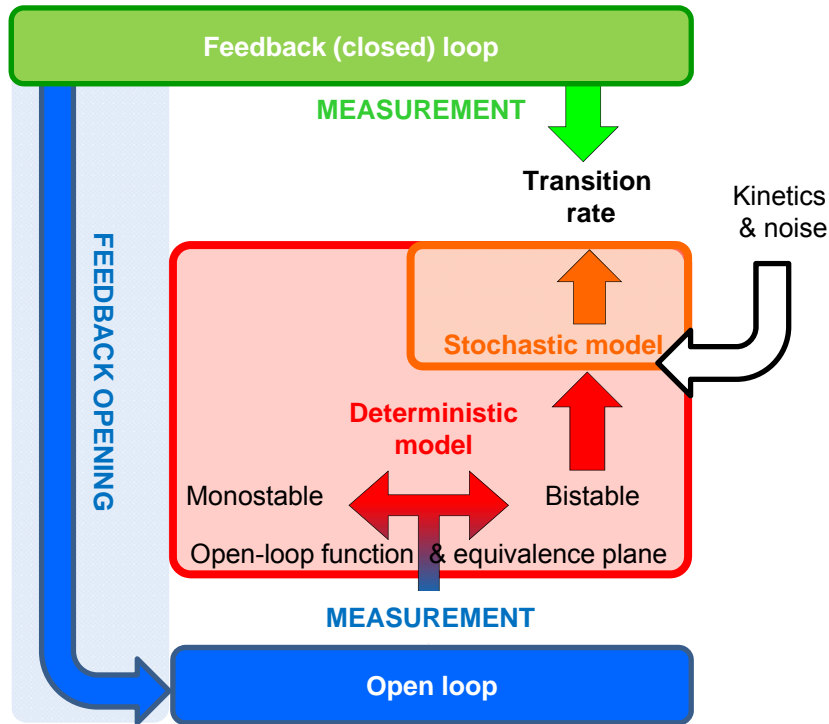 Feedback (closed) loop
MEASUREMENT
Transition
rate
Kinetics
& noise
FEEDBACK OPENING
Stochastic model
Deterministic
model
Monostable
Bistable
Open-loop function & equivalence plane
MEASUREMENT
Open loop